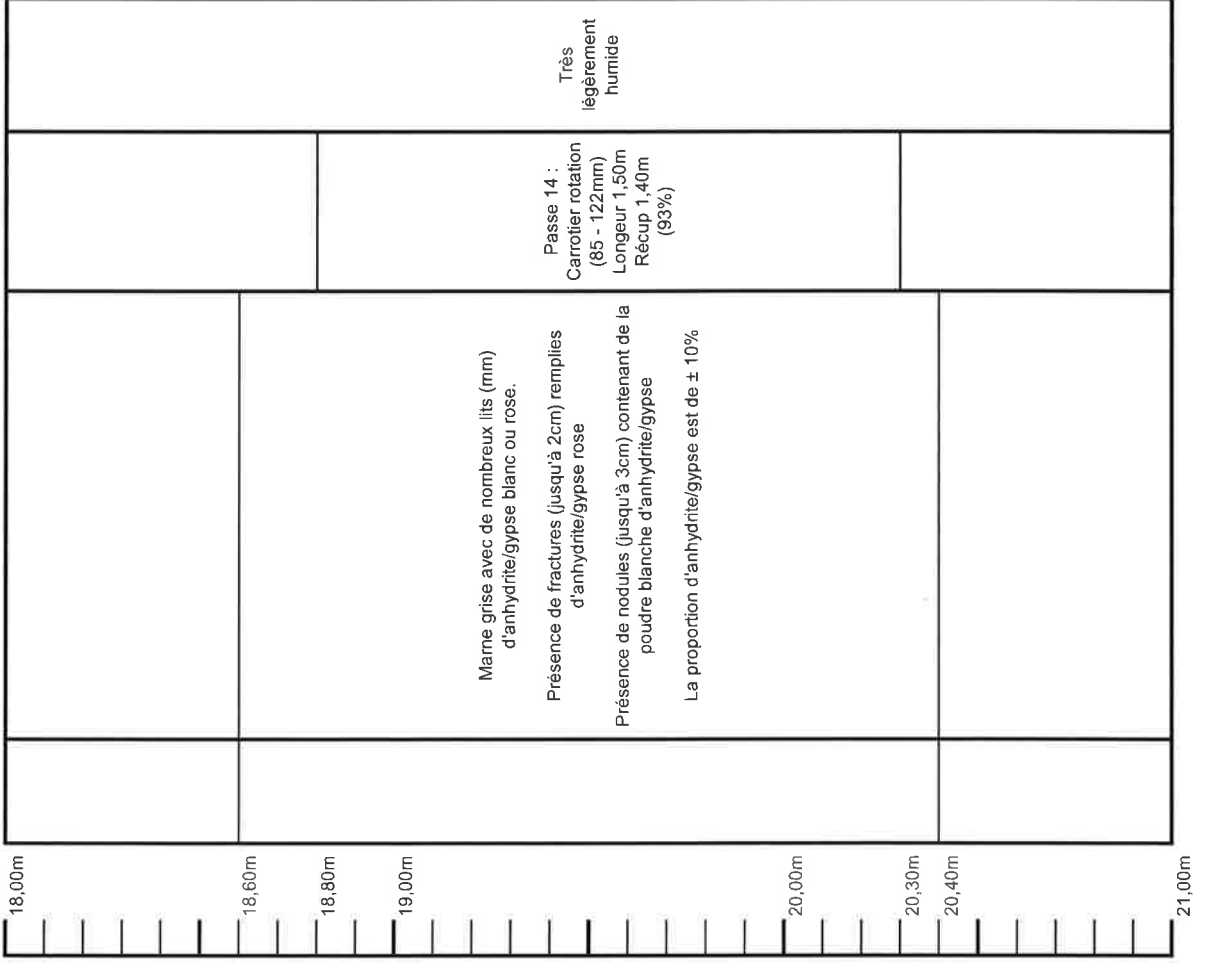 18,00m
18,60m
18,80m
19,00m
20,00m
20,30m
20,40m
21,00m
Marne grise avec de nombreux lits (mm)
d'anhydrite/gypse blanc ou rose.
Présence de fractures (jusqu'à 2cm) remplies
d'anhydrite/gypse rose
Présence de nodules (jusqu'à 3cm) contenant de la
poudre blanche d'anhydrite/gypse
La proportion d'anhydrite/gypse est de ± 10%
Passe 14 :
Carrotier rotation
(85 - 122mm)
Longeur 1,50m
Récup 1,40m
(93%)
Très
légèrement
humide